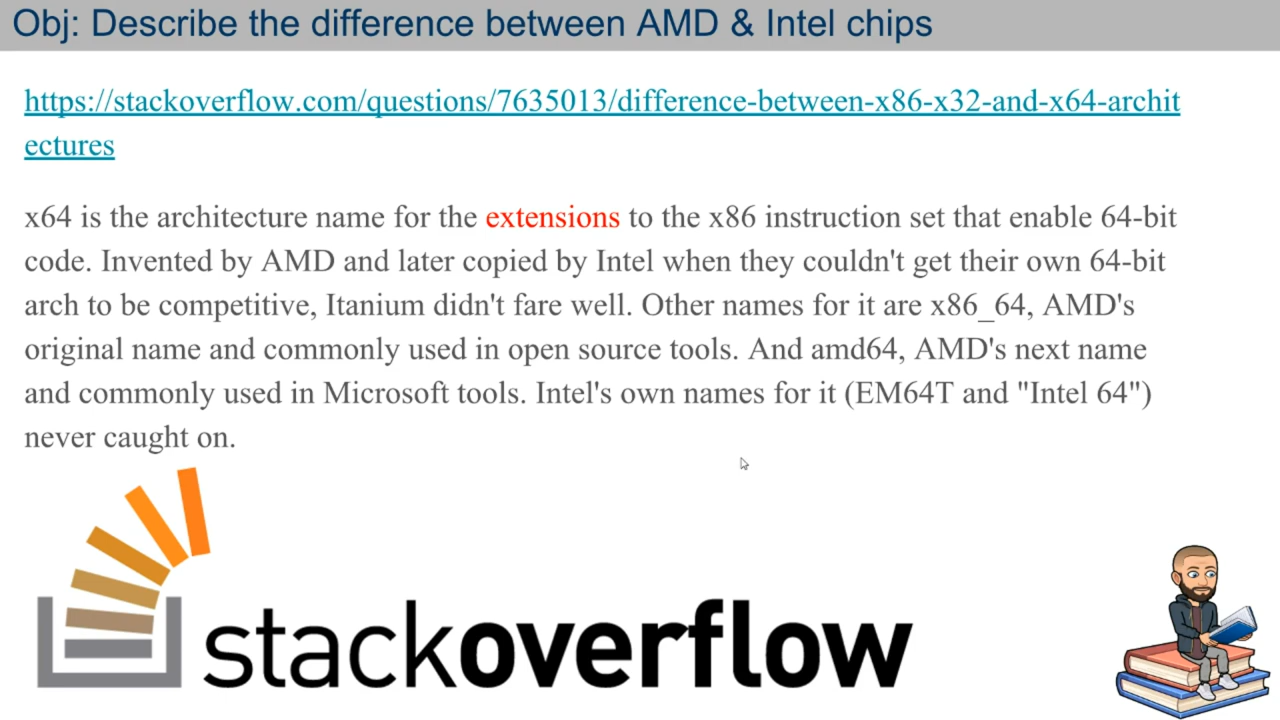 Obj: Describe the difference between AMD & Intel chips
https://stackoverflow.com/questions/7635013/difference-between-x86-x32-and-x64-archit
ectures
x64 is the architecture name for the extensions to the x86 instruction set that enable 64-bit
code. Invented by AMD and later copied by Intel when they couldn't get their own 64-bit
arch to be competitive, Itanium didn't fare well. Other names for it are x86_64, AMD's
original name and commonly used in open source tools. And amd64, AMD's next name
and commonly used in Microsoft tools. Intel's own names for it (EM64T and "Intel 64")
never caught on.
stackoverflow